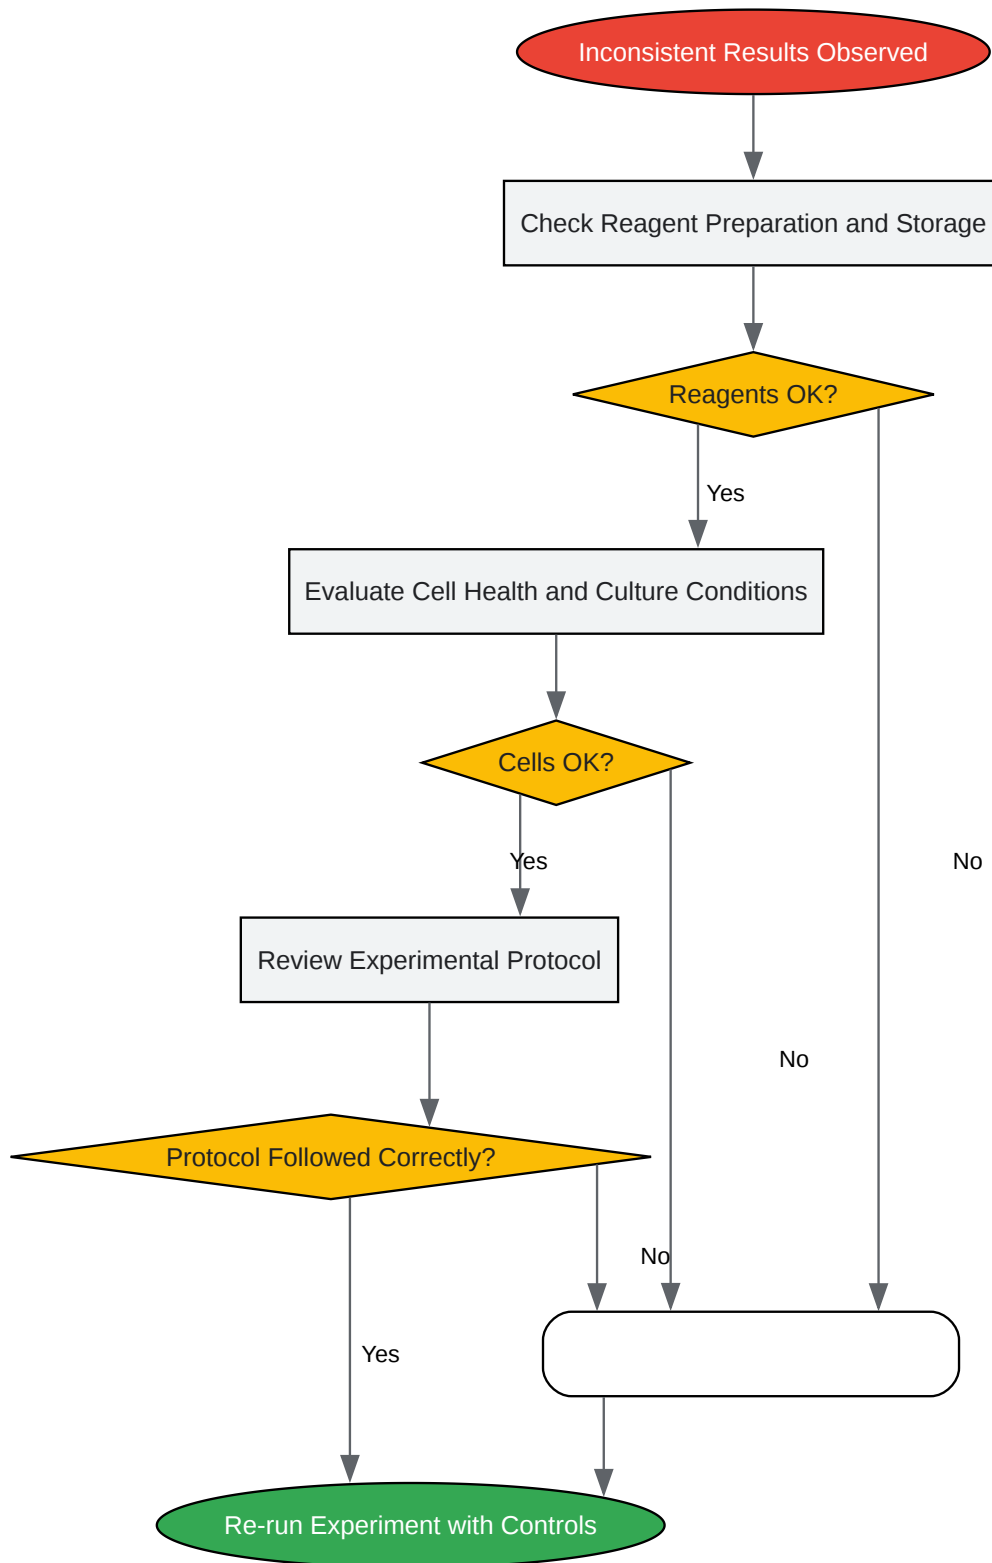 Inconsistent Results Observed
Check Reagent Preparation and Storage
Reagents OK?
Yes
Evaluate Cell Health and Culture Conditions
Cells OK?
Yes
No
Review Experimental Protocol
No
Protocol Followed Correctly?
No
Yes
Re-run Experiment with Controls